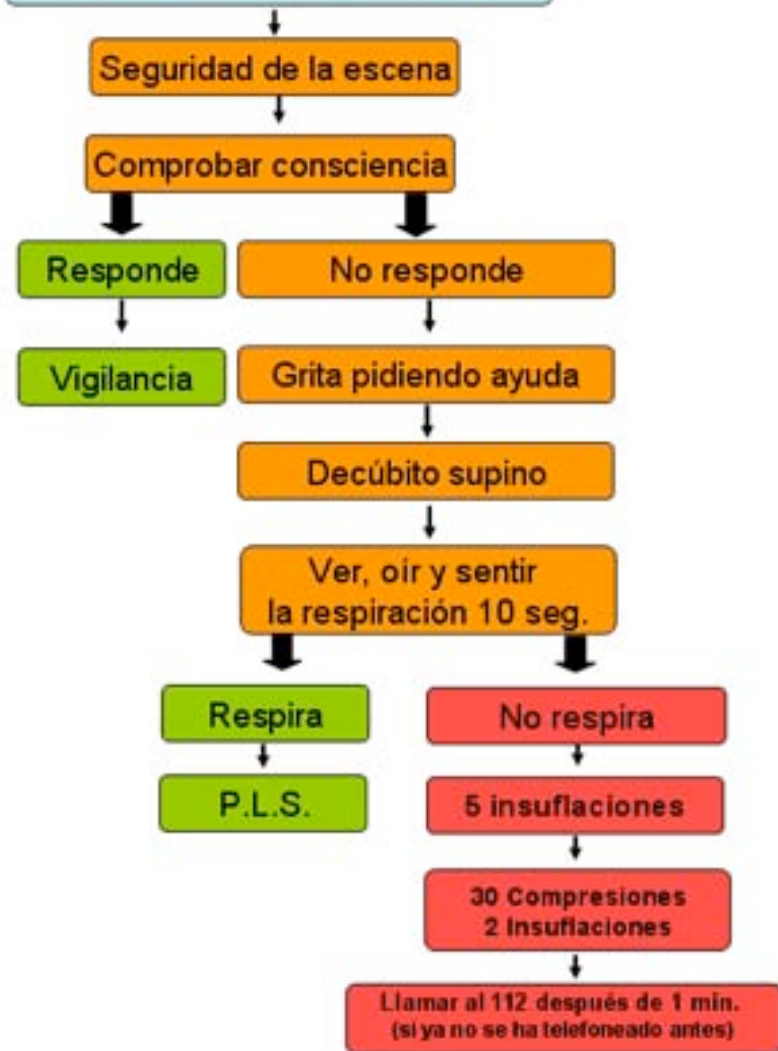 Seguridad de la escena
Comprobar consciencia
Responde
No responde
Vigilancia
Grita pidiendo ayuda
Decúbito supino
Ver, oir y sentir
la respiración 10 seg.
Respira
No respira
P.L.S.
5 insuflaciones
30 Compresiones
2 Insuflaciones
Llamar al 112 después de 1 min.
(si ya no se ha telefoneado antes)